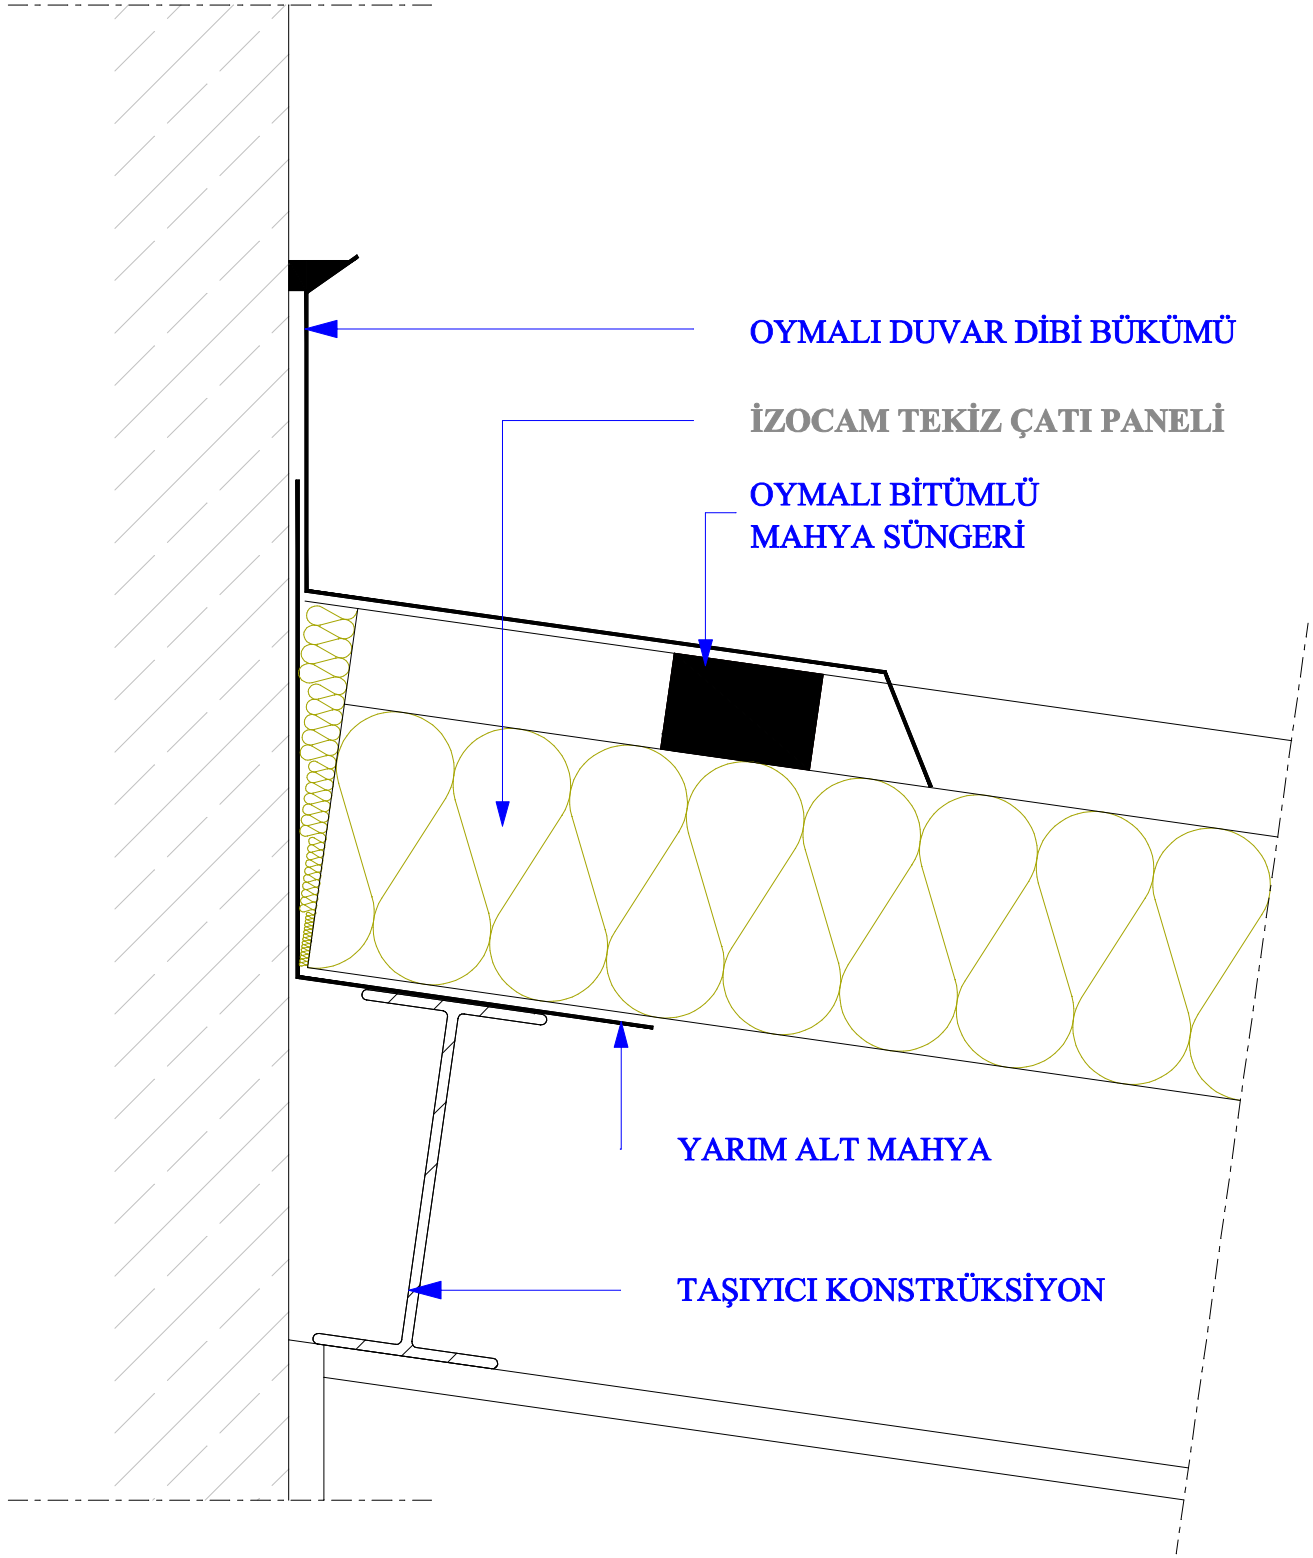 OYMALI DUVAR DİBİ BÜKÜMÜ
İZOCAM TEKİZ ÇATI PANELİ
OYMALI BİTÜMLÜ
MAHYA SÜNGERİ
YARIM ALT MAHYA
TAŞIYICI KONSTRÜKSİYON